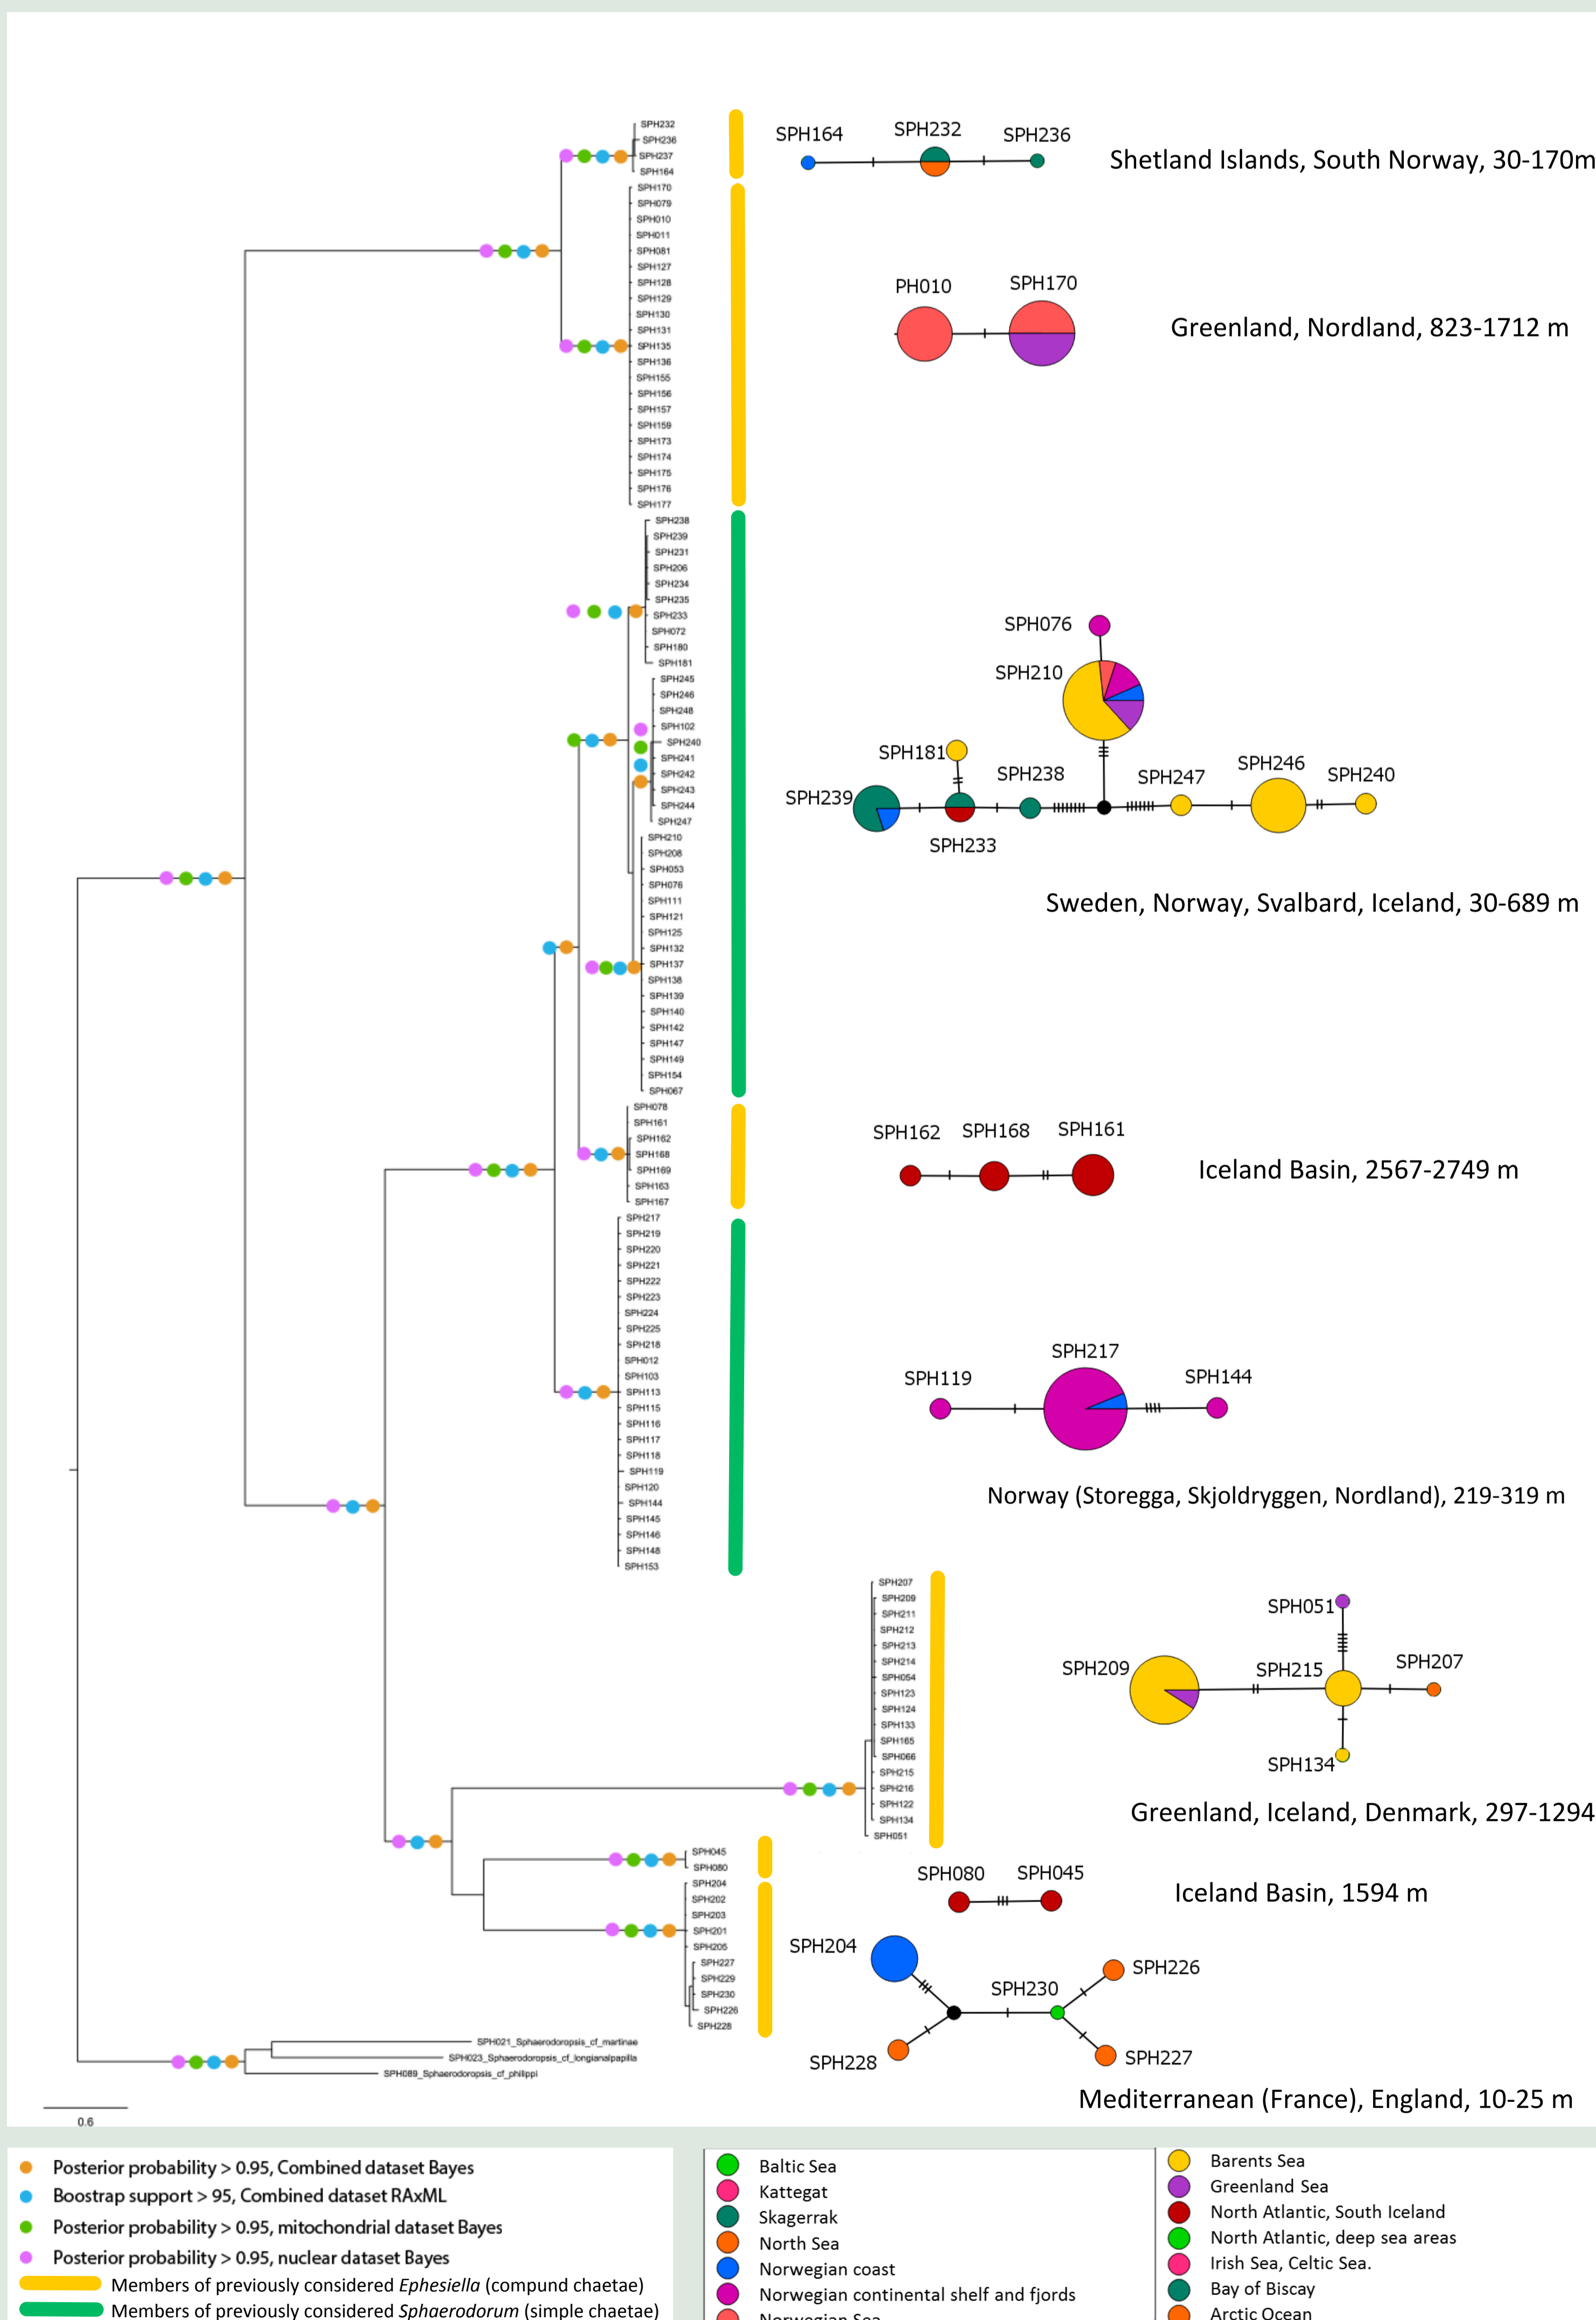 SPH232
SPH236
SPH237
SPH164
SPH170
SPH079
SPH010
SPH011
SPH081
SPH127
SPH128
SPH129
SPH130
SPH131
SPH135
SPH136
SPH155
SPH156
SPH157
SPH159
SPH173
SPH174
SPH175
SPH176
SPH177
SPH238
SPH239
SPH231
SPH206
SPH234
SPH235
SPH233
SPH072
SPH180
SPH181
SPH245
SPH246
SPH248
SPH102
SPH240
SPH241
SPH242
SPH243
SPH244
SPH247
SPH210
SPH208
SPH053
SPH076
SPH111
SPH121
SPH125
SPH132
SPH137
SPH138
SPH139
SPH140
SPH142
SPH147
SPH149
SPH154
SPH067
SPH078
SPH161
SPH162
SPH168
SPH169
SPH163
SPH167
SPH217
SPH219
SPH220
SPH221
SPH222
SPH223
SPH224
SPH225
SPH218
SPH012
SPH103
SPH113
SPH115
SPH116
SPH117
SPH118
SPH119
SPH120
SPH144
SPH145
SPH146
SPH148
SPH153
SPH207
SPH209
SPH211
SPH212
SPH213
SPH214
SPH054
SPH123
SPH124
SPH133
SPH165
SPH066
SPH215
SPH216
SPH122
SPH134
SPH051
SPH045
SPH080
SPH204
SPH202
SPH203
SPH201
SPH205
SPH227
SPH229
SPH230
SPH226
SPH228
SPH021_Sphaerodoropsis_cf_martinae
SPH023_Sphaerodoropsis_cf_longianalpapilla
SPH089_Sphaerodoropsis_cf_philippi
0.6
SPH164 SPH232 SPH236
Shetland Islands, South Norway, 30-170m
PH010 SPH170
Greenland, Nordland, 823-1712 m
SPH076
SPH210
SPH181
SPH238
SPH247
SPH246
SPH240
SPH239
SPH233
Sweden, Norway, Svalbard, Iceland, 30-689 m
SPH162 SPH168 SPH161
Iceland Basin, 2567-2749 m
SPH217
SPH119
SPH144
Norway (Storegga, Skjoldryggen, Nordland), 219-319 m
SPH051
SPH209
SPH215
SPH207
SPH134
Greenland, Iceland, Denmark, 297-1294
SPH080 SPH045
Iceland Basin, 1594 m
SPH204
SPH226
SPH230
SPH228
SPH227
Mediterranean (France), England, 10-25 m
Posterior probability > 0.95, Combined dataset Bayes
Boostrap support > 95, Combined dataset RAxML
Posterior probability > 0.95, mitochondrial dataset Bayes
Posterior probability > 0.95, nuclear dataset Bayes
Members of previously considered Ephesiella (compund chaetae)
Members of previously considered Sphaerodorum (simple chaetae)
Baltic Sea
Kattegat
Skagerrak
North Sea
Norwegian coast
Norwegian continental shelf and fjords
Norwegian Sea
Barents Sea
Greenland Sea
North Atlantic, South Iceland
North Atlantic, deep sea areas
Irish Sea, Celtic Sea.
Bay of Biscay
Arctic Ocean